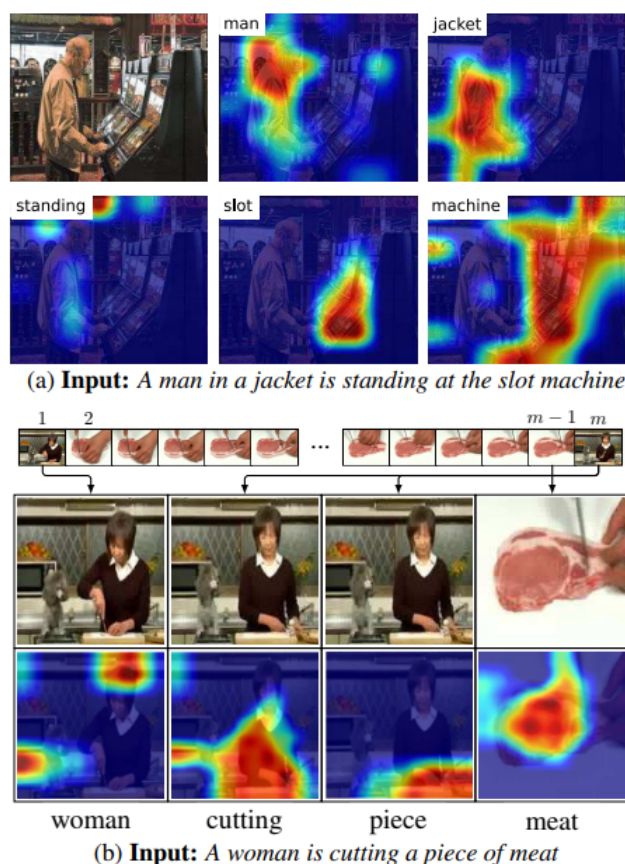 man
jacket
standing
slot
machine
(a) Input: A man in a jacket is standing at the slot machine
1 2 m − 1 m
...
woman cutting piece meat
(b) Input: A woman is cutting a piece of meat